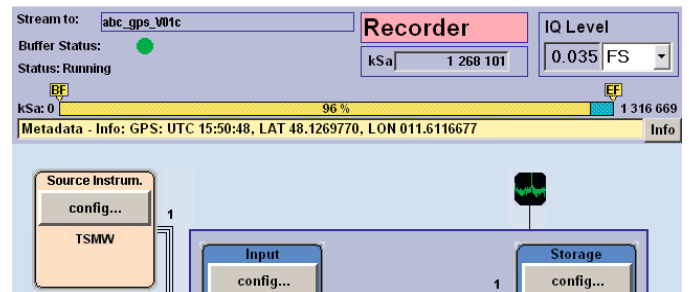 Stream to: abc_gps_V01c
Recorder
IQ Level
Buffer Status:
kSa 1 268 101
0.035 FS
Status: Running
BF EF
kSa: 0 96 % 1 316 669
Metadata - Info: GPS: UTC 15:50:48, LAT 48.1269770, LON 011.6116677 Info
Source Instrum.
config...
1
TSMW
Input
Storage
config...
1
config...